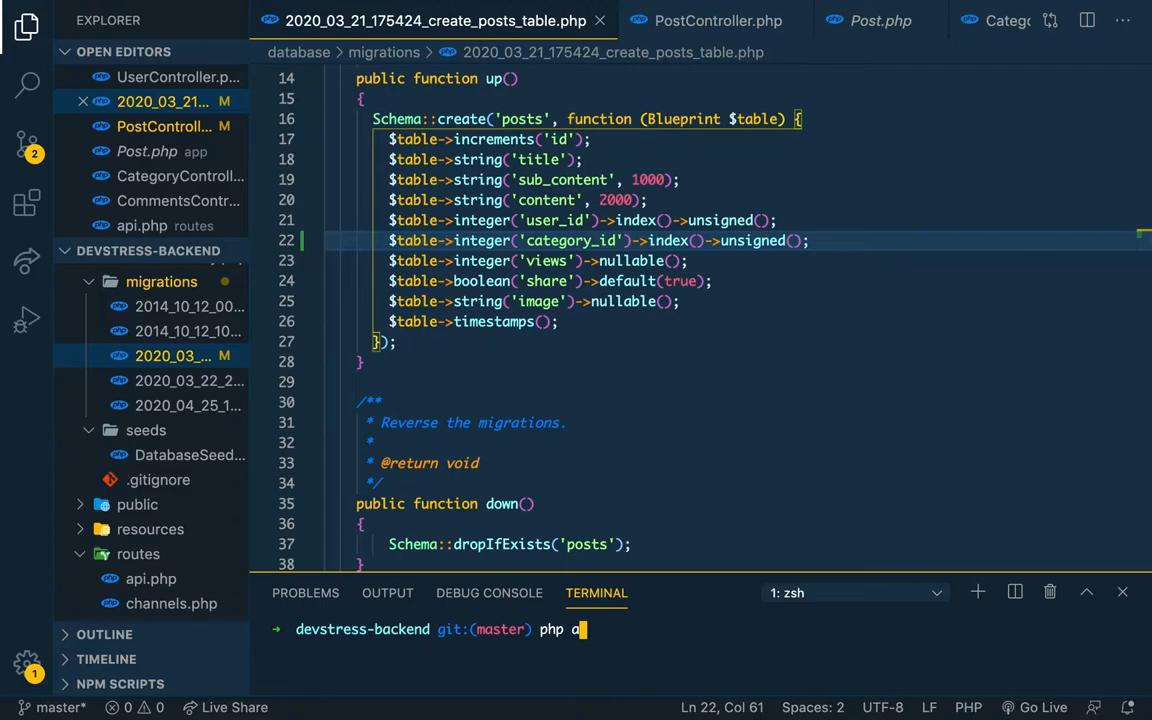 EXPLORER
OPEN EDITORS
UserController.p...
2020_03_21... M
PostControll... M
Post.php app
CategoryControll...
CommentsContr...
api.php routes
DEVSTRESS-BACKEND
migrations
2014_10_12_00...
2014_10_12_10...
2020_03_... M
2020_03_22_2...
2020_04_25_1...
seeds
DatabaseSeed...
.gitignore
public
resources
routes
api.php
channels.php
OUTLINE
TIMELINE
NPM SCRIPTS
2
1
2020_03_21_175424_create_posts_table.php
PostController.php
Post.php
Catego
database > migrations > 2020_03_21_175424_create_posts_table.php
14 public function up()
15 {
16 Schema::create('posts', function (Blueprint $table) {
17 $table->increments('id');
18 $table->string('title');
19 $table->string('sub_content', 1000);
20 $table->string('content', 2000);
21 $table->integer('user_id')->index()->unsigned();
22 $table->integer('category_id')->index()->unsigned();
23 $table->integer('views')->nullable();
24 $table->boolean('share')->default(true);
25 $table->string('image')->nullable();
26 $table->timestamps();
27 });
28 }
29
30 /**
31 * Reverse the migrations.
32 *
33 * @return void
34 */
35 public function down()
36 {
37 Schema::dropIfExists('posts');
38 }
PROBLEMS OUTPUT DEBUG CONSOLE TERMINAL 1: zsh
→ devstress-backend git:(master) php a
master* 0 0 Live Share Ln 22, Col 61 Spaces: 2 UTF-8 LF PHP Go Live